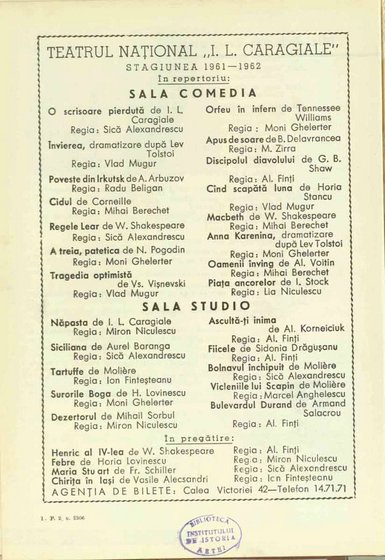 TEATRUL NAȚIONAL „I. L. CARAGIALE"
STAGIUNEA 1961—1962
In repertoriu:
SALA COMEDIA
O scrisoare pierdută de I. L.
Caragiale
Regia: Sică Alexandrescu
Învierea, dramatizare după Lev
Tolstoi
Regia: Vlad Mugur
Poveste din Irkutsk de A. Arbuzov
Regia: Radu Beligan
Cidul de Corneille
Regia: Mihai Berechet
Regele Lear de W. Shakespeare
Regia: Sică Alexandrescu
A treia, patetica de N. Pogodin
Regia: Moni Ghelerter
Tragedia optimistă
de Vs. Vișnevski
Regia: Vlad Mugur
Orfeu în infern de Tennessee
Williams
Regia: Moni Ghelerter
Apus de soare de B. Delavrancea
Regia: M. Zirra
Discipolul diavolului de G. B.
Shaw
Regia: Al. Finți
Cînd scapătă luna de Horia
Stancu
Regia: Vlad Mugur
Macbeth de W. Shakespeare
Regia: Mihai Berechet
Anna Karenina, dramatizare
după Lev Tolstoi
Regia: Moni Ghelerter
Oamenii înving de Al. Voitin
Regia: Mihai Berechet
Piața ancorelor de I. Stock
Regia: Lia Niculescu
SALA STUDIO
Năpasta de I. L. Caragiale
Regia: Miron Niculescu
Siciliana de Aurel Baranga
Regia: Sică Alexandrescu
Tartuffe de Molière
Regia: Ion Finteșteanu
Surorile Boga de H. Lovinescu
Regia: Moni Ghelerter
Dezertorul de Mihail Sorbul
Regia: Miron Niculescu
Ascultă-ți inima
de Al. Korneiciuk
Regia: Al. Finți
Fiicele de Sidonia Drăgușanu
Regia: Al. Finți
Bolnavul închipuit de Molière
Regia: Sică Alexandrescu
Vicleniile lui Scapin de Molière
Regia: Marcel Anghelescu
Bulevardul Durand de Armand
Salacrou
Regia: Al. Finți
In pregătire:
Henric al IV-lea de W. Shakespeare Regia: Al. Finți
Febre de Horia Lovinescu Regia: Miron Niculescu
Maria Stuart de Fr. Schiller Regia: Sică Alexandrescu
Chirița în Iași de Vasile Alecsandri Regia: Ion Finteșteanu
AGENȚIA DE BILETE: Calea Victoriei 42—Telefon 14.71.71
I. P. 2, c. 2306
BIBLIOTECA
INSTITUTULUI
DE ISTORIA
ARTEI